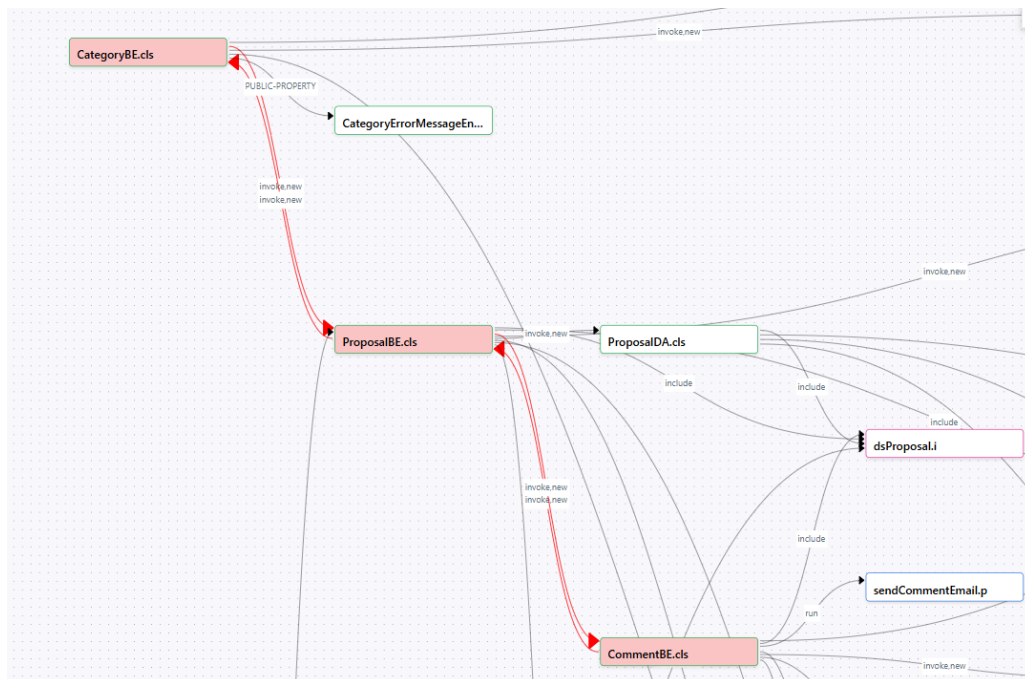 invoke,new
CategoryBE.cls
PUBLIC-PROPERTY
CategoryErrorMessageEn...
invoke,new
invoke,new
invoke,new
ProposalBE.cls
invoke,new
ProposalDA.cls
include
include
include
dsProposal.i
invoke,new
invoke,new
include
sendCommentEmail.p
run
CommentBE.cls
invoke,new